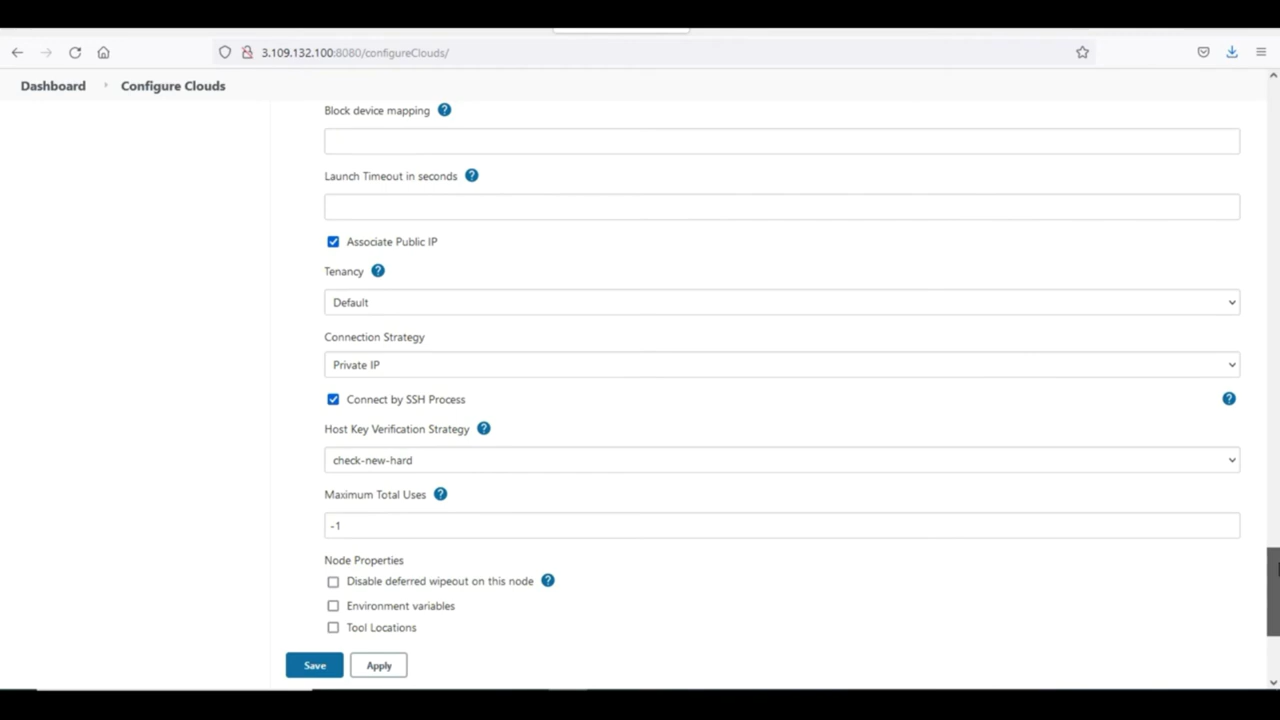 3.109.132.100:8080/configureClouds/
Dashboard Configure Clouds
Block device mapping ?
Launch Timeout in seconds ?
Associate Public IP
Tenancy ?
Default
Connection Strategy
Private IP
Connect by SSH Process ?
Host Key Verification Strategy ?
check-new-hard
Maximum Total Uses ?
-1
Node Properties
Disable deferred wipeout on this node ?
Environment variables
Tool Locations
Save Apply